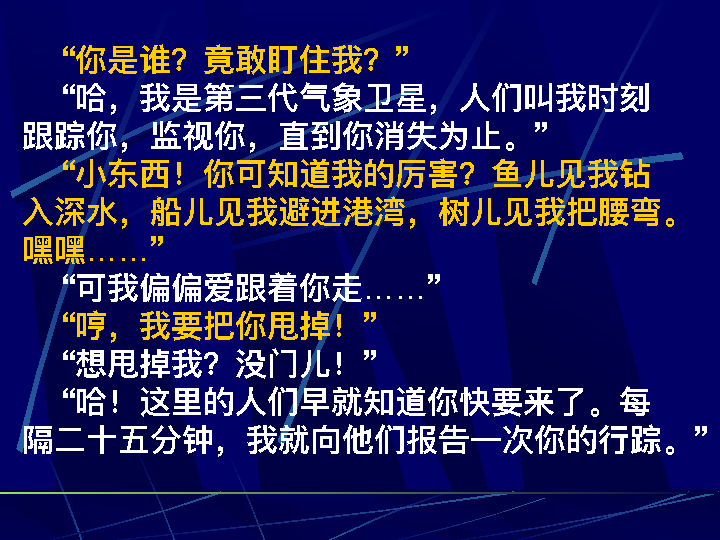 “你是谁？竟敢盯住我？”
“哈，我是第三代气象卫星，人们叫我时刻
跟踪你，监视你，直到你消失为止。”
“小东西！你可知道我的厉害？鱼儿见我钻
入深水，船儿见我避进港湾，树儿见我把腰弯。
嘿嘿……”
“可我偏偏爱跟着你走……”
“哼，我要把你甩掉！”
“想甩掉我？没门儿！”
“哈！这里的人们早就知道你快要来了。每
隔二十五分钟，我就向他们报告一次你的行踪。”